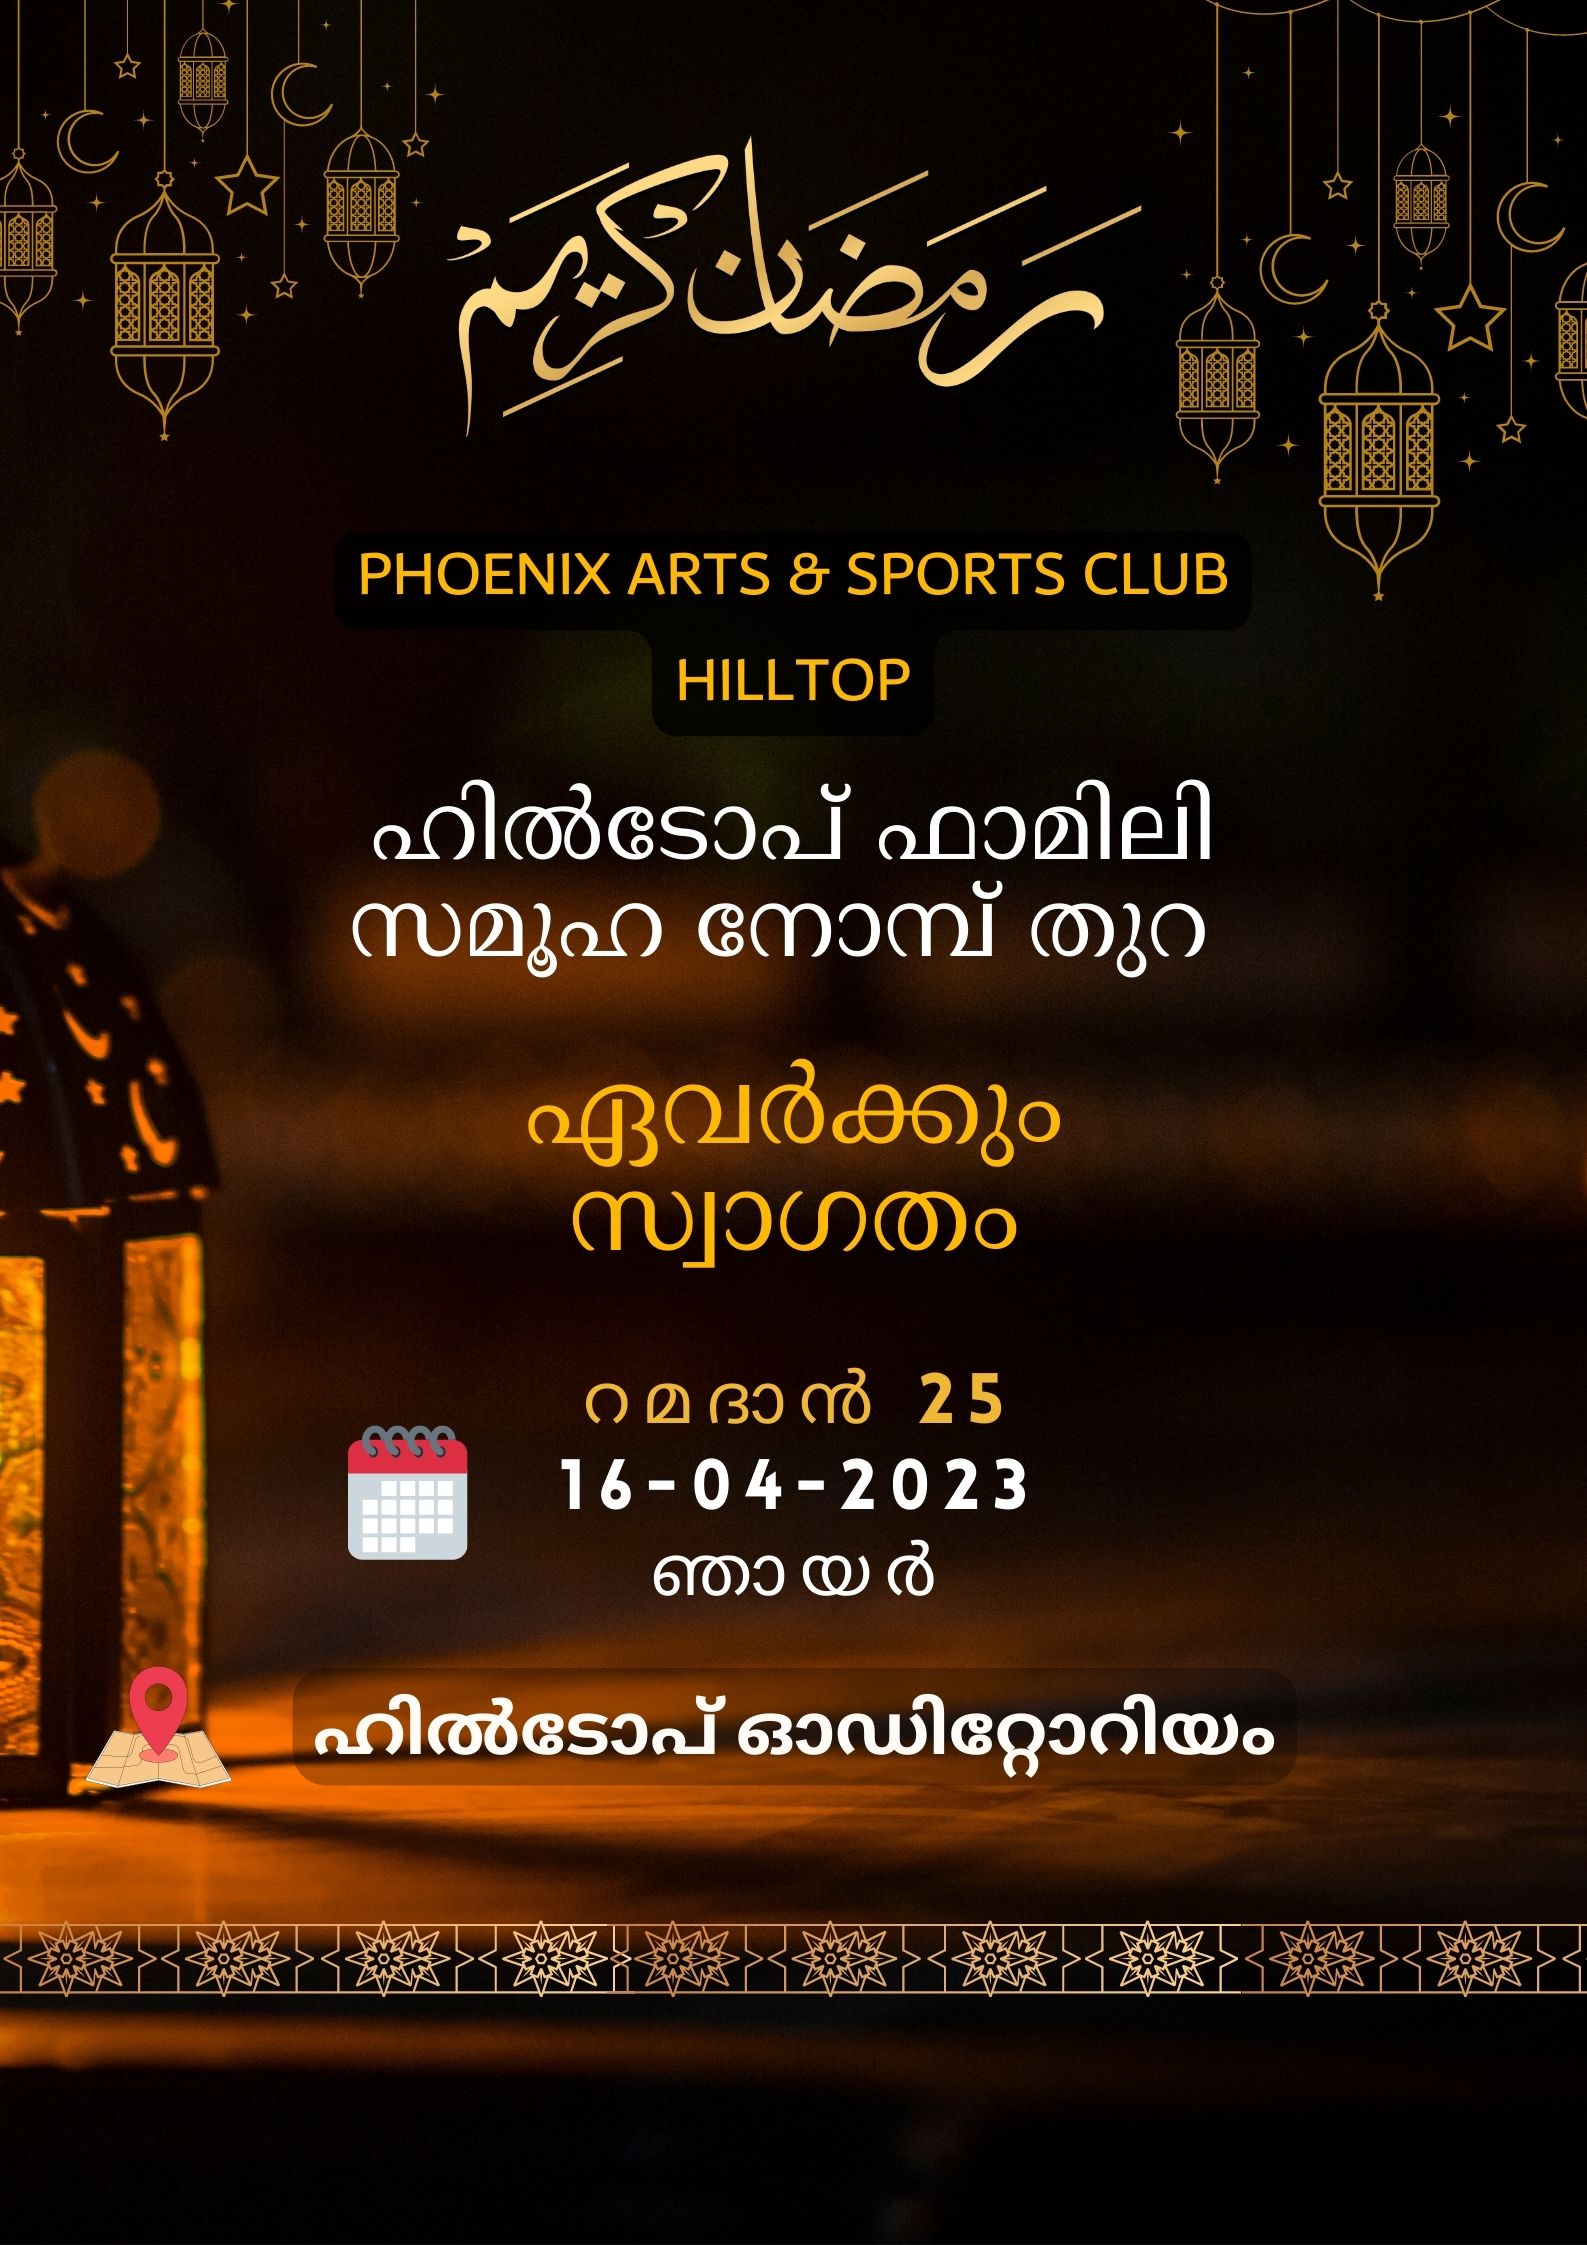 رمضان كريم
PHOENIX ARTS & SPORTS CLUB
HILLTOP
ഹിൽടോപ് ഫാമിലി
സമൂഹ നോമ്പ് തുറ
ഏവർക്കും
സ്വാഗതം
റമദാൻ 25
16-04-2023
ഞായർ
ഹിൽടോപ് ഓഡിറ്റോറിയം